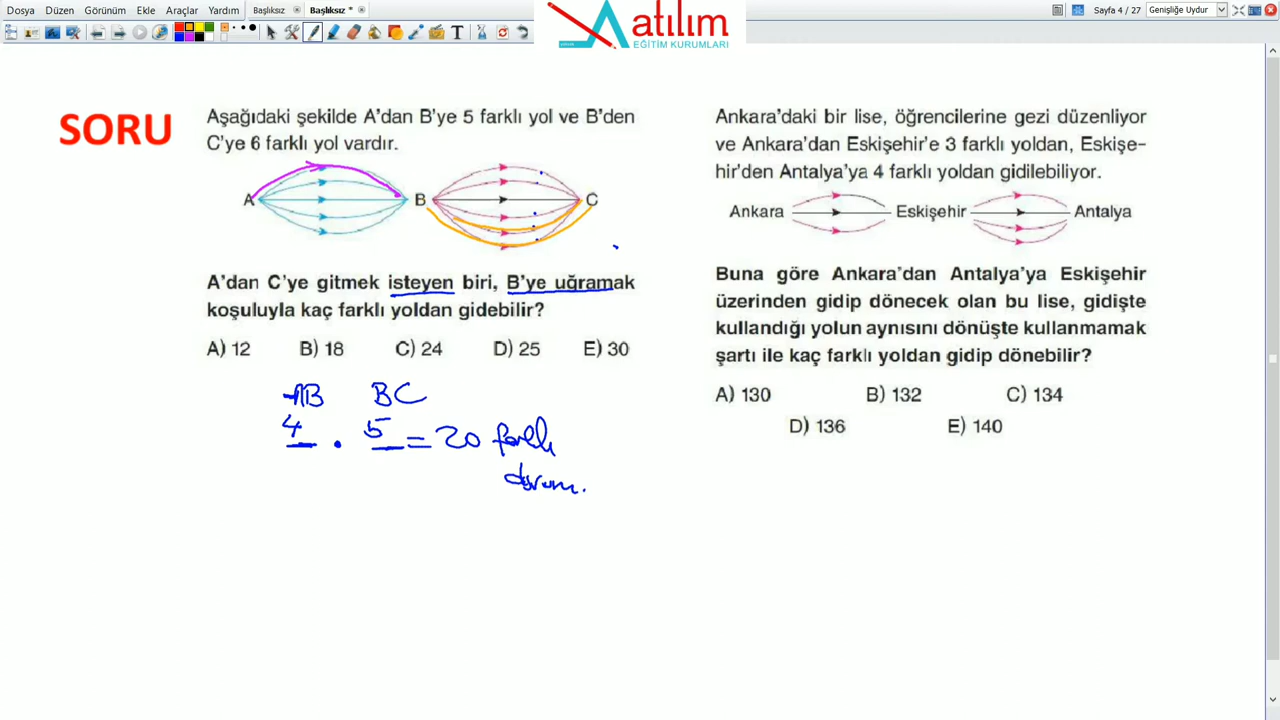 Dosya Düzen Görünüm Ekle Araçlar Yardım
Başlıksız
Başlıksız *
Sayfa 4 / 27
Genişliğe Uydur
atılım
EĞİTİM KURUMLARI
SORU
Aşağıdaki şekilde A'dan B'ye 5 farklı yol ve B'den
C'ye 6 farklı yol vardır.
A B C
A'dan C'ye gitmek isteyen biri, B'ye uğramak
koşuluyla kaç farklı yoldan gidebilir?
A) 12 B) 18 C) 24 D) 25 E) 30
AB BC
4 . 5 = 20 farklı
durum.
Ankara'daki bir lise, öğrencilerine gezi düzenliyor
ve Ankara'dan Eskişehir'e 3 farklı yoldan, Eskişe-
hir'den Antalya'ya 4 farklı yoldan gidilebiliyor.
Ankara Eskişehir Antalya
Buna göre Ankara'dan Antalya'ya Eskişehir
üzerinden gidip dönecek olan bu lise, gidişte
kullandığı yolun aynısını dönüşte kullanmamak
şartı ile kaç farklı yoldan gidip dönebilir?
A) 130 B) 132 C) 134
D) 136 E) 140